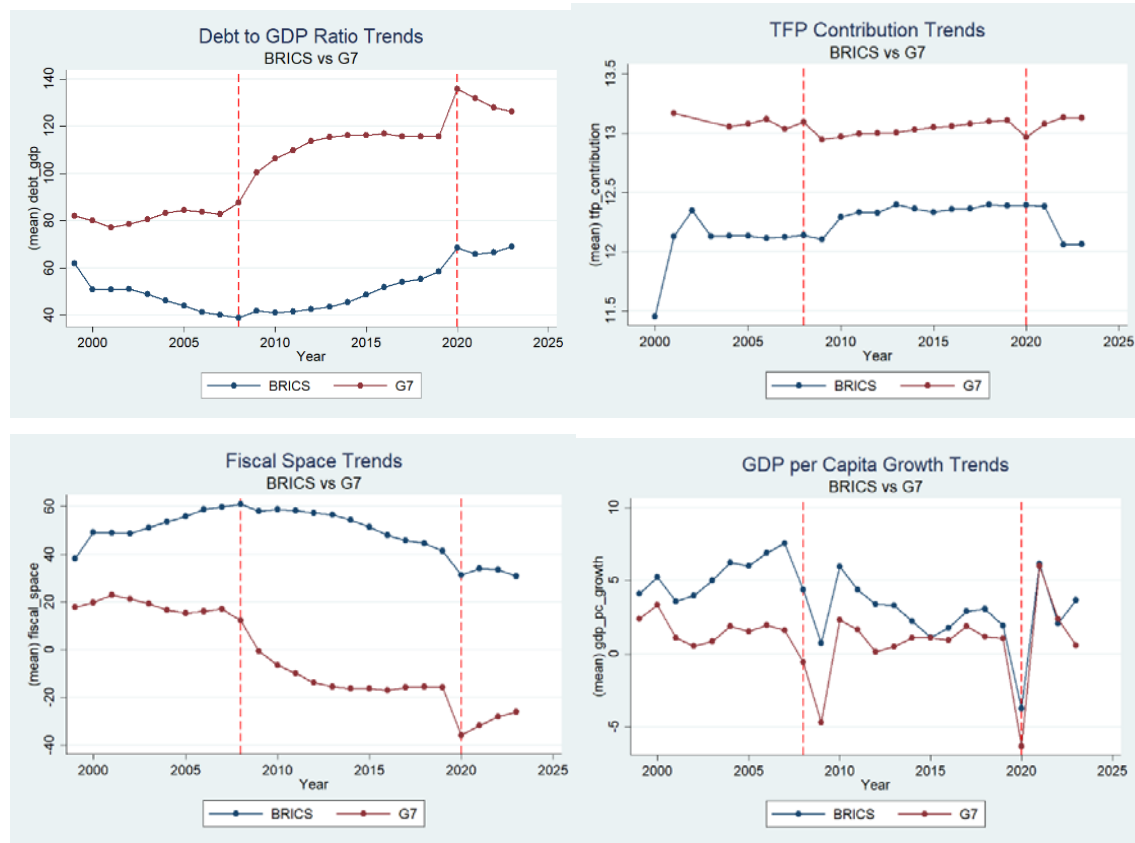 Debt to GDP Ratio Trends
BRICS vs G7
(mean) debt_gdp
140
120
100
80
60
40
2000 2005 2010 2015 2020 2025
Year
BRICS G7
TFP Contribution Trends
BRICS vs G7
(mean) tfp_contribution
13.5
13
12.5
12
11.5
2000 2005 2010 2015 2020 2025
Year
BRICS G7
Fiscal Space Trends
BRICS vs G7
(mean) fiscal_space
60
40
20
0
-20
-40
2000 2005 2010 2015 2020 2025
Year
BRICS G7
GDP per Capita Growth Trends
BRICS vs G7
(mean) gdp_pc_growth
10
5
0
-5
2000 2005 2010 2015 2020 2025
Year
BRICS G7